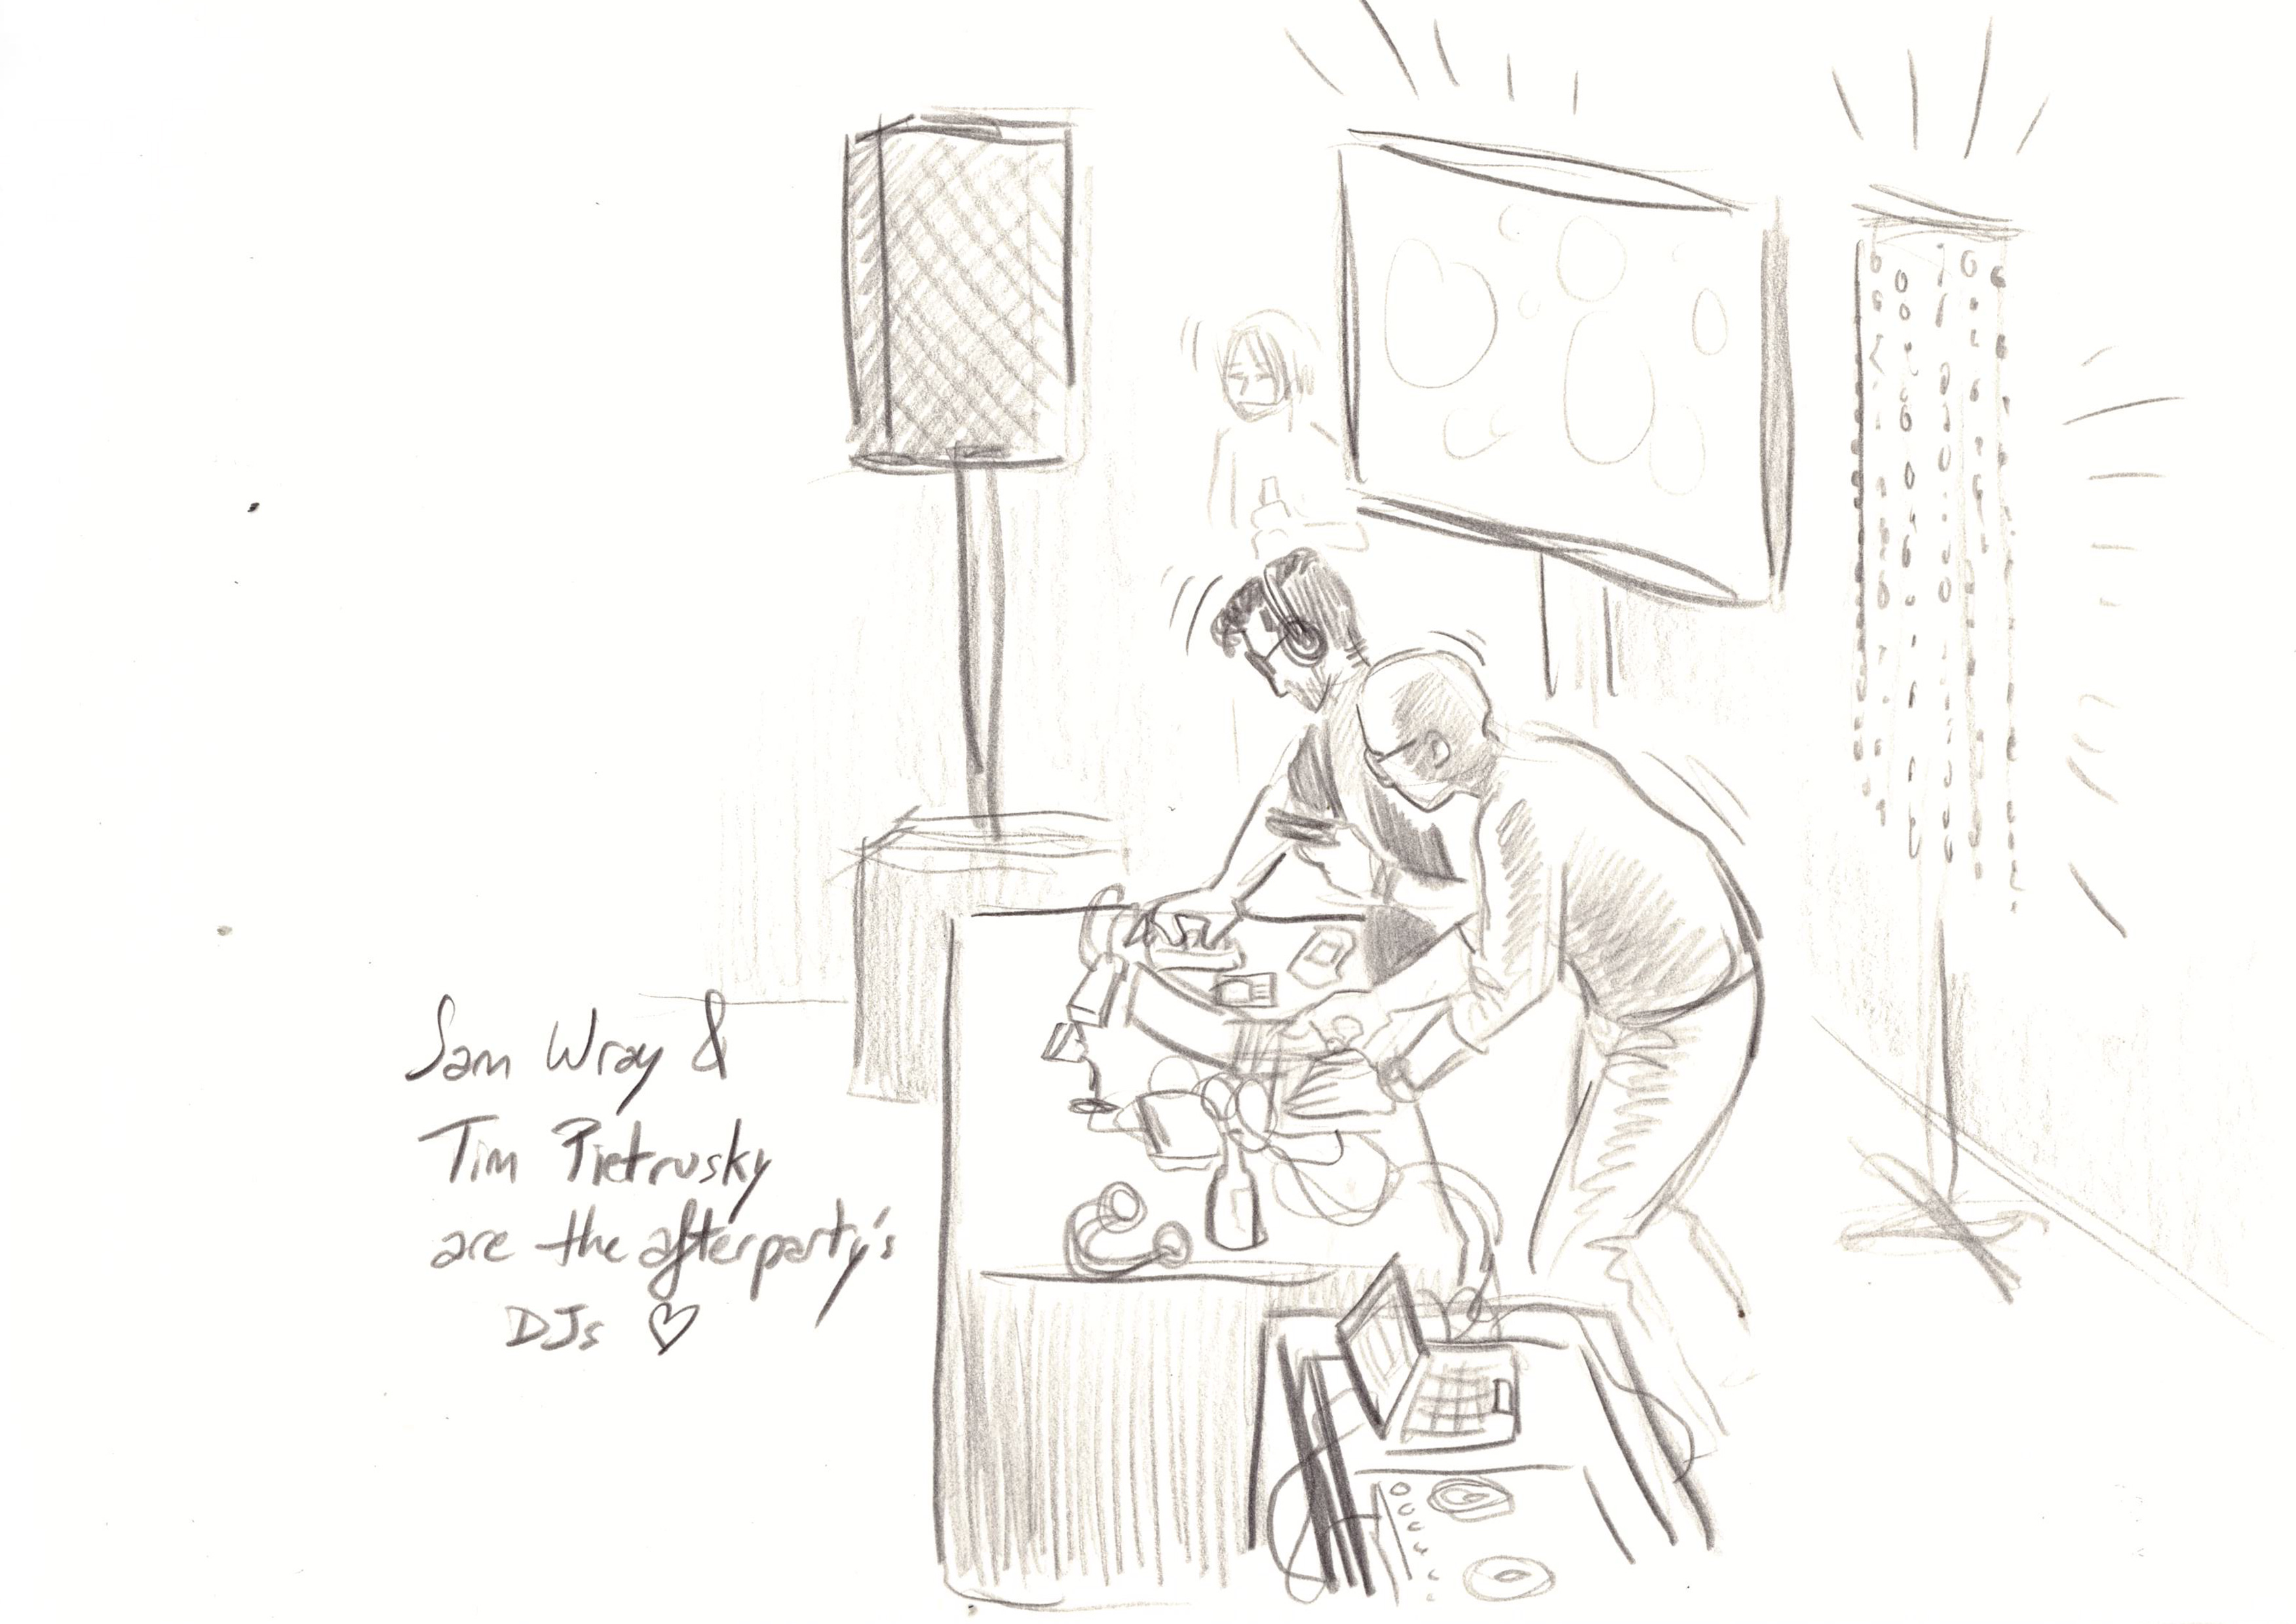 Sam Wray &
Tim Pietrusky
are the afterparty's
DJs ♡